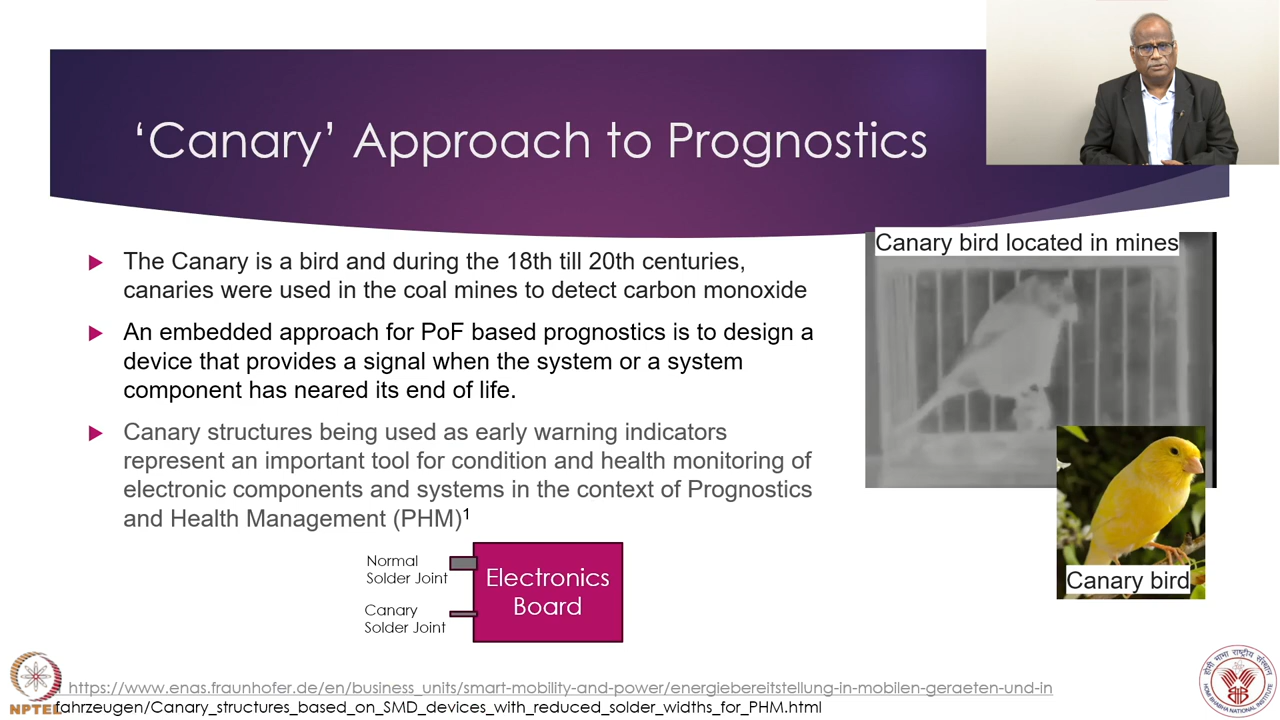 ‘Canary’ Approach to Prognostics
The Canary is a bird and during the 18th till 20th centuries,
canaries were used in the coal mines to detect carbon monoxide
An embedded approach for PoF based prognostics is to design a
device that provides a signal when the system or a system
component has neared its end of life.
Canary structures being used as early warning indicators
represent an important tool for condition and health monitoring of
electronic components and systems in the context of Prognostics
and Health Management (PHM)1
Canary bird located in mines
Canary bird
Normal
Solder Joint
Canary
Solder Joint
Electronics
Board
https://www.enas.fraunhofer.de/en/business_units/smart-mobility-and-power/energiebereitstellung-in-mobilen-geraeten-und-in
fahrzeugen/Canary_structures_based_on_SMD_devices_with_reduced_solder_widths_for_PHM.html
NPTEL
होमी भाभा राष्ट्रीय संस्थान
HOMI BHABHA NATIONAL INSTITUTE